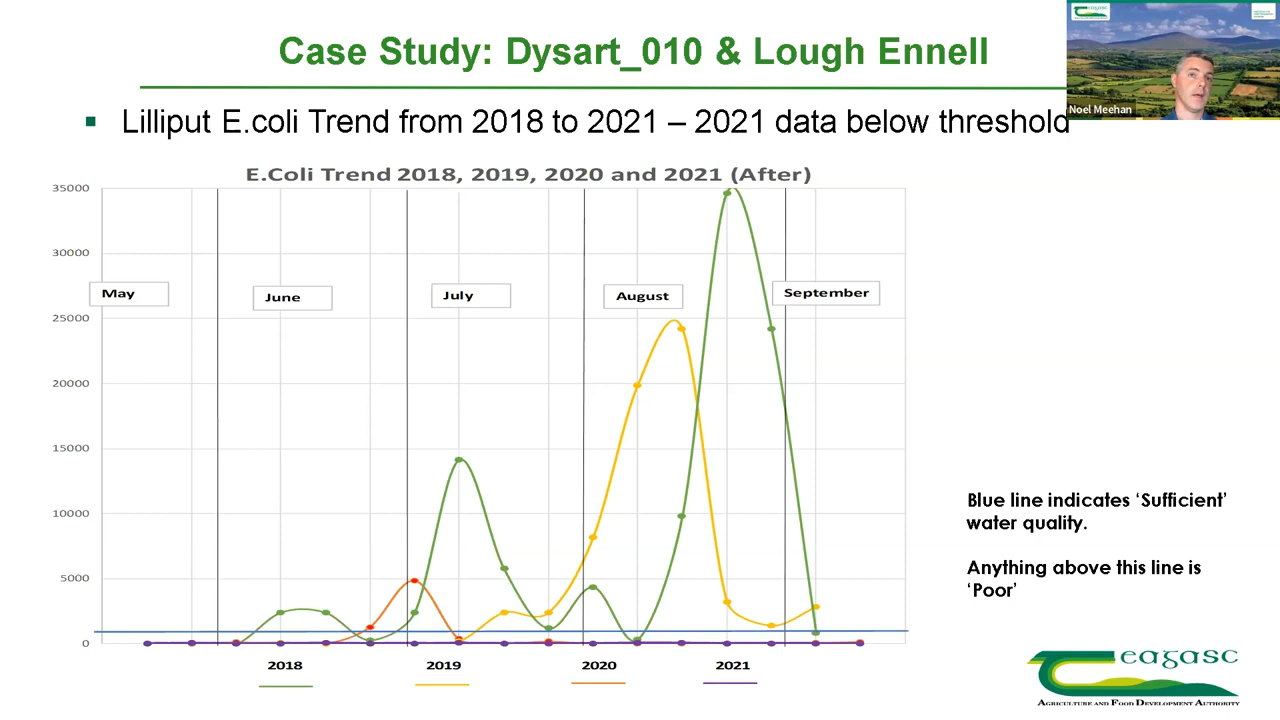 Case Study: Dysart_010 & Lough Ennell
Noel Meehan
▪ Lilliput E.coli Trend from 2018 to 2021 – 2021 data below threshold
E.Coli Trend 2018, 2019, 2020 and 2021 (After)
35000
30000
25000
20000
15000
10000
5000
0
May
June
July
August
September
2018
2019
2020
2021
Blue line indicates ‘Sufficient’
water quality.
Anything above this line is
‘Poor’
eagasc
AGRICULTURE AND FOOD DEVELOPMENT AUTHORITY